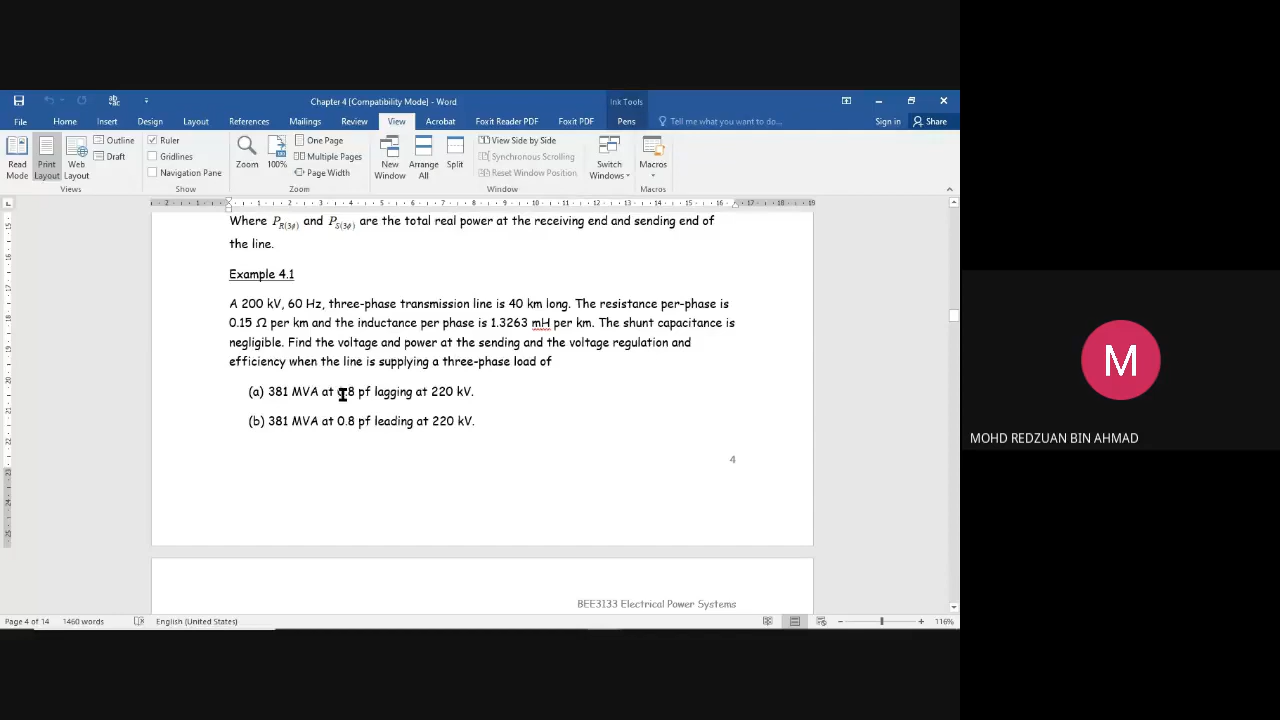 Chapter 4 [Compatibility Mode] - Word
Ink Tools
File Home Insert Design Layout References Mailings Review View Acrobat Foxit Reader PDF Foxit PDF Pens Tell me what you want to do... Sign in Share
Read Mode
Print Layout
Web Layout
Outline
Draft
Views
Ruler
Gridlines
Navigation Pane
Show
Zoom
100%
One Page
Multiple Pages
Page Width
Zoom
New Window
Arrange All
Split
View Side by Side
Synchronous Scrolling
Reset Window Position
Window
Switch Windows
Macros
Macros
Where P_R(3φ) and P_S(3φ) are the total real power at the receiving end and sending end of
the line.
Example 4.1
A 200 kV, 60 Hz, three-phase transmission line is 40 km long. The resistance per-phase is
0.15 Ω per km and the inductance per phase is 1.3263 mH per km. The shunt capacitance is
negligible. Find the voltage and power at the sending and the voltage regulation and
efficiency when the line is supplying a three-phase load of
(a) 381 MVA at 0.8 pf lagging at 220 kV.
(b) 381 MVA at 0.8 pf leading at 220 kV.
4
BEE3133 Electrical Power Systems
Page 4 of 14 1460 words English (United States) 116%
M
MOHD REDZUAN BIN AHMAD